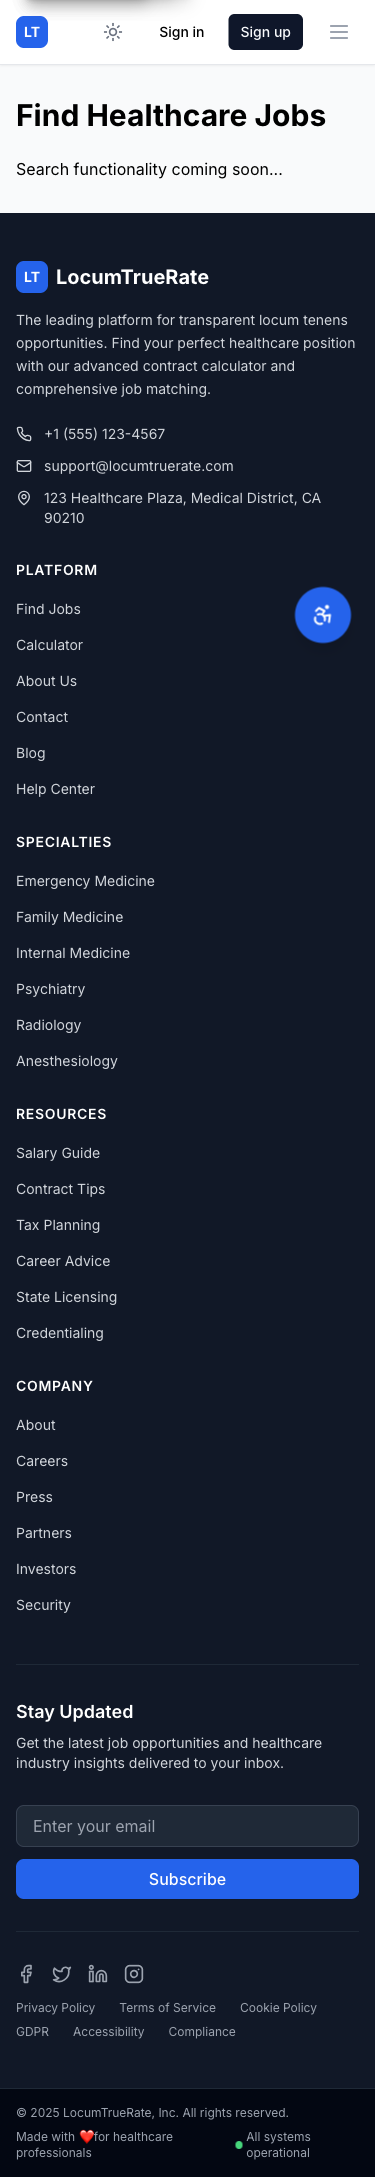 LT
Sign in
Sign up
Find Healthcare Jobs
Search functionality coming soon...
LT LocumTrueRate
The leading platform for transparent locum tenens
opportunities. Find your perfect healthcare position
with our advanced contract calculator and
comprehensive job matching.
+1 (555) 123-4567
support@locumtruerate.com
123 Healthcare Plaza, Medical District, CA
90210
PLATFORM
Find Jobs
Calculator
About Us
Contact
Blog
Help Center
SPECIALTIES
Emergency Medicine
Family Medicine
Internal Medicine
Psychiatry
Radiology
Anesthesiology
RESOURCES
Salary Guide
Contract Tips
Tax Planning
Career Advice
State Licensing
Credentialing
COMPANY
About
Careers
Press
Partners
Investors
Security
Stay Updated
Get the latest job opportunities and healthcare
industry insights delivered to your inbox.
Enter your email
Subscribe
Privacy Policy Terms of Service Cookie Policy
GDPR Accessibility Compliance
© 2025 LocumTrueRate, Inc. All rights reserved.
Made with ❤️for healthcare
professionals
All systems
operational